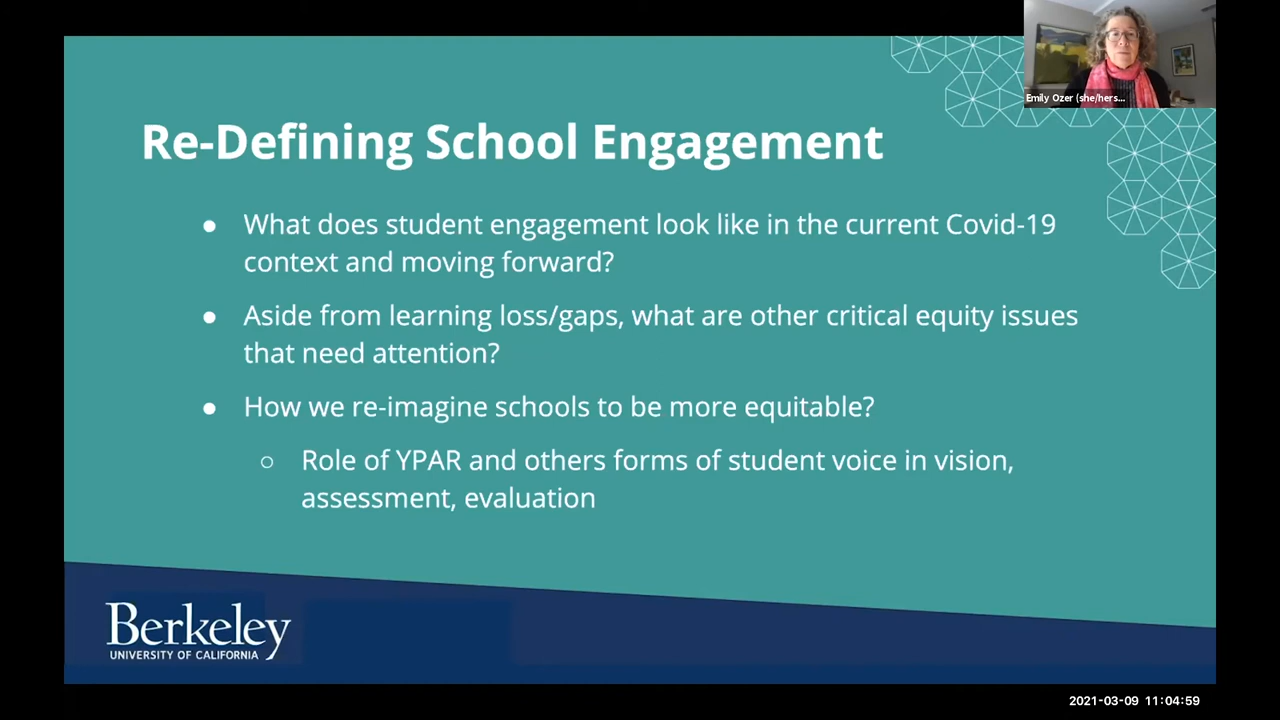 Emily Ozer (she/hers...
Re-Defining School Engagement
● What does student engagement look like in the current Covid-19
context and moving forward?
● Aside from learning loss/gaps, what are other critical equity issues
that need attention?
● How we re-imagine schools to be more equitable?
○ Role of YPAR and others forms of student voice in vision,
assessment, evaluation
Berkeley
UNIVERSITY OF CALIFORNIA
2021-03-09 11:04:59